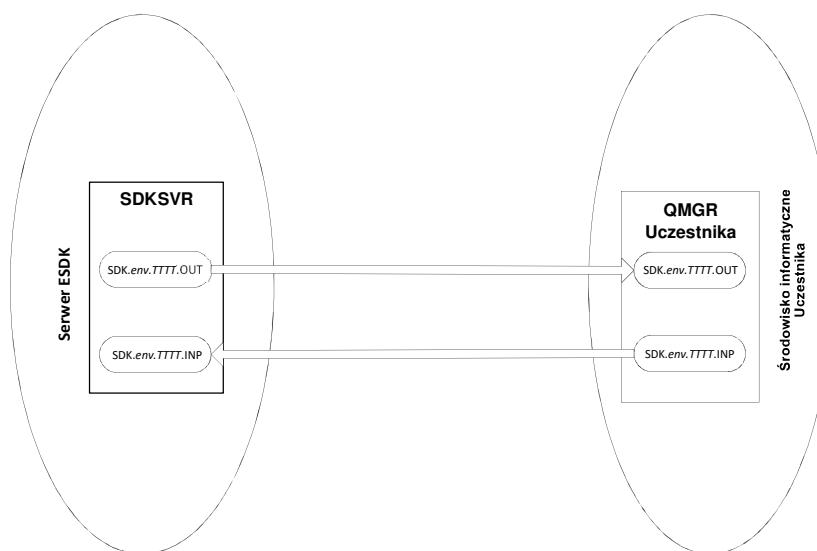 Serwer ESDK
SDKSVR
SDK.env.TTTT.OUT
SDK.env.TTTT.INP
QMGR
Uczestnika
SDK.env.TTTT.OUT
SDK.env.TTTT.INP
Środowisko informatyczne
Uczestnika